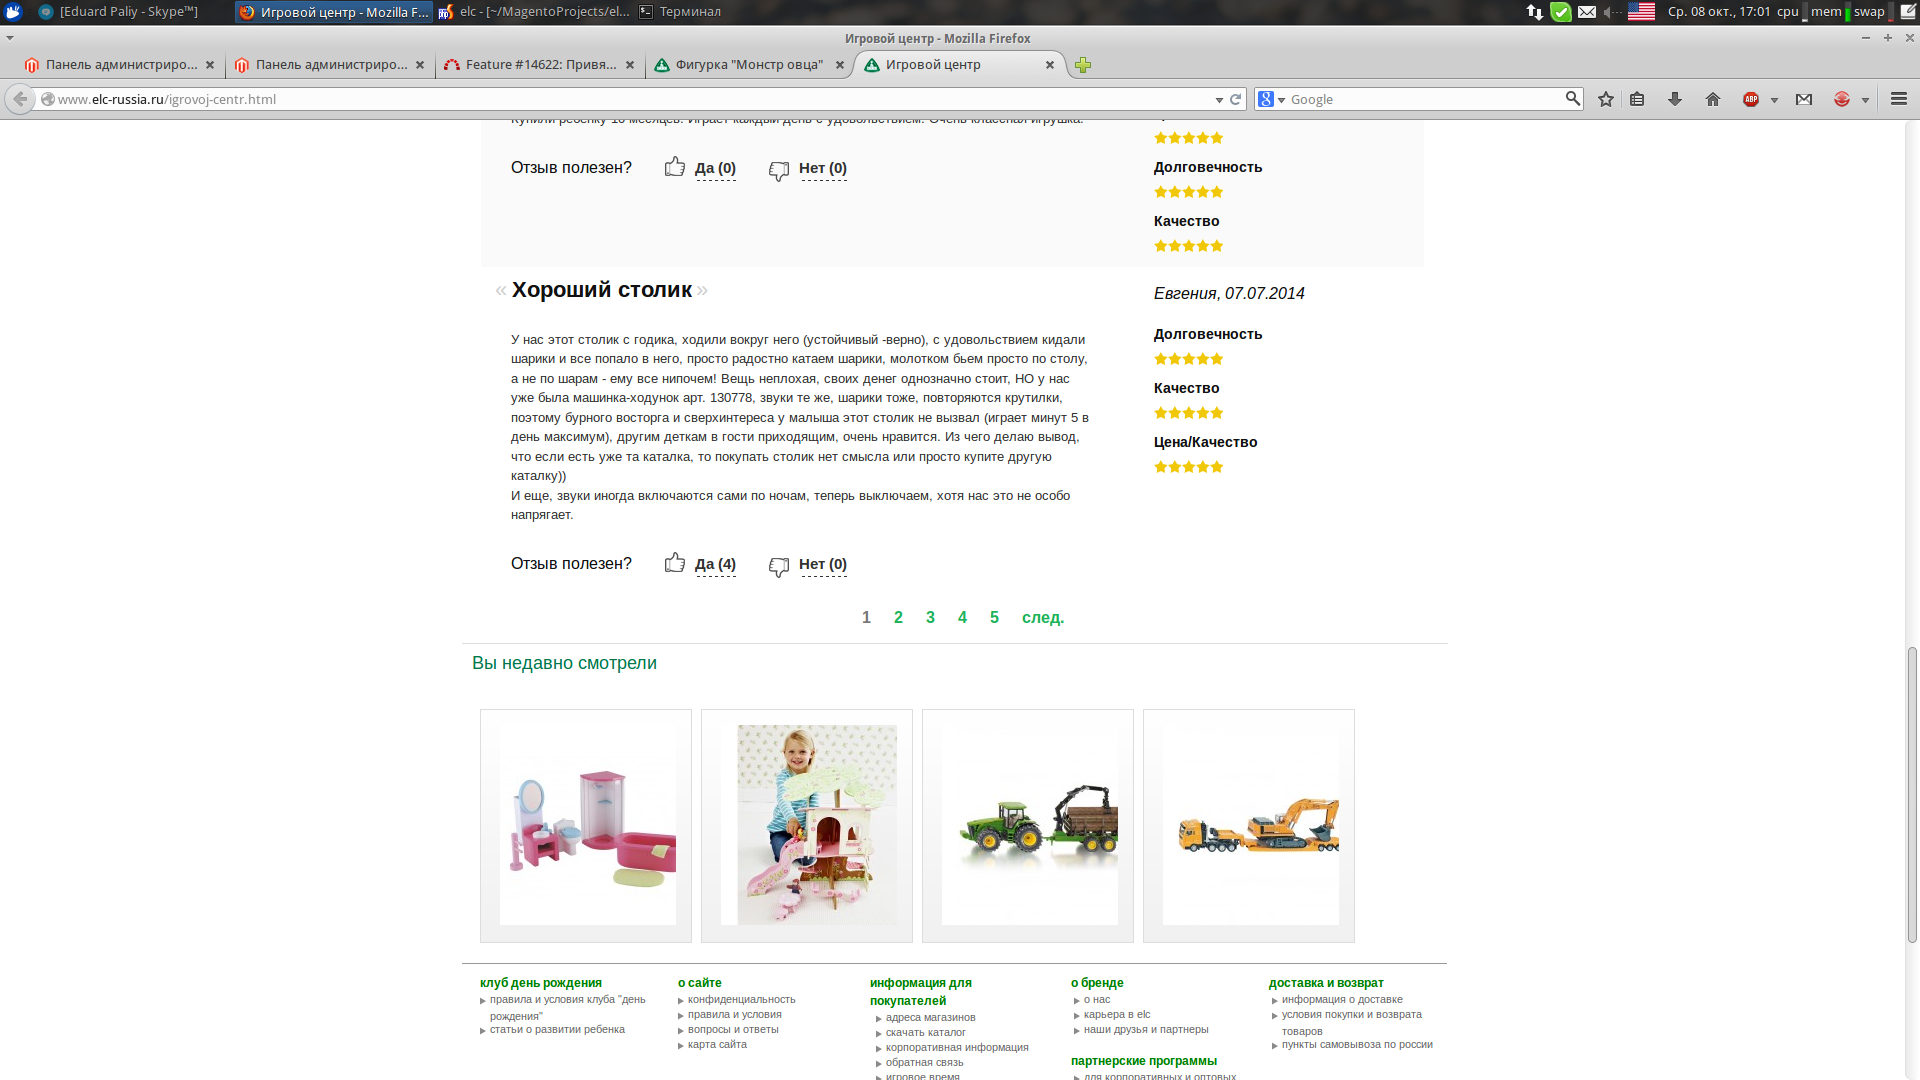 [Eduard Paliy - Skype™] Игровой центр - Mozilla F... elc - [~/MagentoProjects/el... Терминал Ср. 08 окт., 17:01 cpu mem swap
Игровой центр - Mozilla Firefox
Панель администриро... Панель администриро... Feature #14622: Привя... Фигурка "Монстр овца" Игровой центр
www.elc-russia.ru/igrovoj-centr.html Google
Купили ребенку 10 месяцев. Играет каждый день с удовольствием. Очень классная игрушка.
Отзыв полезен? Да (0) Нет (0)
Долговечность
Качество
« Хороший столик »
Евгения, 07.07.2014
У нас этот столик с годика, ходили вокруг него (устойчивый -верно), с удовольствием кидали
шарики и все попало в него, просто радостно катаем шарики, молотком бьем просто по столу,
а не по шарам - ему все нипочем! Вещь неплохая, своих денег однозначно стоит, НО у нас
уже была машинка-ходунок арт. 130778, звуки те же, шарики тоже, повторяются крутилки,
поэтому бурного восторга и сверхинтереса у малыша этот столик не вызвал (играет минут 5 в
день максимум), другим деткам в гости приходящим, очень нравится. Из чего делаю вывод,
что если есть уже та каталка, то покупать столик нет смысла или просто купите другую
каталку))
И еще, звуки иногда включаются сами по ночам, теперь выключаем, хотя нас это не особо
напрягает.
Долговечность
Качество
Цена/Качество
Отзыв полезен? Да (4) Нет (0)
1 2 3 4 5 след.
Вы недавно смотрели
клуб день рождения
правила и условия клуба "день
рождения"
статьи о развитии ребенка
о сайте
конфиденциальность
правила и условия
вопросы и ответы
карта сайта
информация для
покупателей
адреса магазинов
скачать каталог
корпоративная информация
обратная связь
игровое время
о бренде
о нас
карьера в elc
наши друзья и партнеры
партнерские программы
для корпоративных и оптовых
доставка и возврат
информация о доставке
условия покупки и возврата
товаров
пункты самовывоза по россии